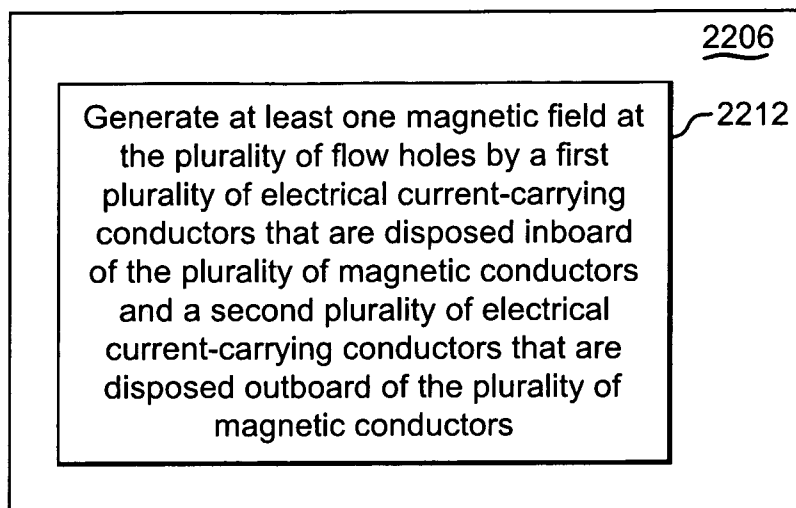 2206
2212
Generate at least one magnetic field at
the plurality of flow holes by a first
plurality of electrical current-carrying
conductors that are disposed inboard
of the plurality of magnetic conductors
and a second plurality of electrical
current-carrying conductors that are
disposed outboard of the plurality of
magnetic conductors